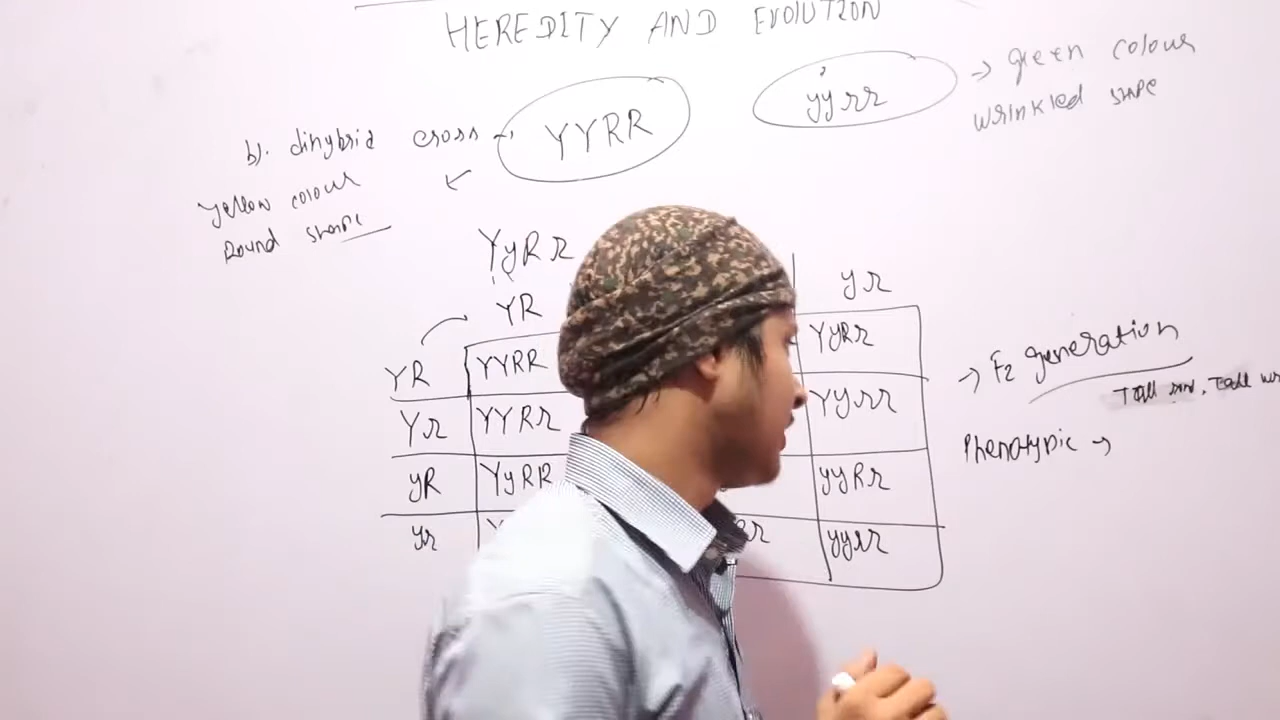 HEREDITY AND EVOLUTION
b). dihybrid cross → YYRR
yyrr → green colour
wrinkled shape
Yellow colour
Round shape
YyRr
YR yr
YR YYRR YyRr
Yr YYRr Yyrr
yR YyRR yyRr
yr yyrr
→ F2 generation
Tall
Phenotypic →